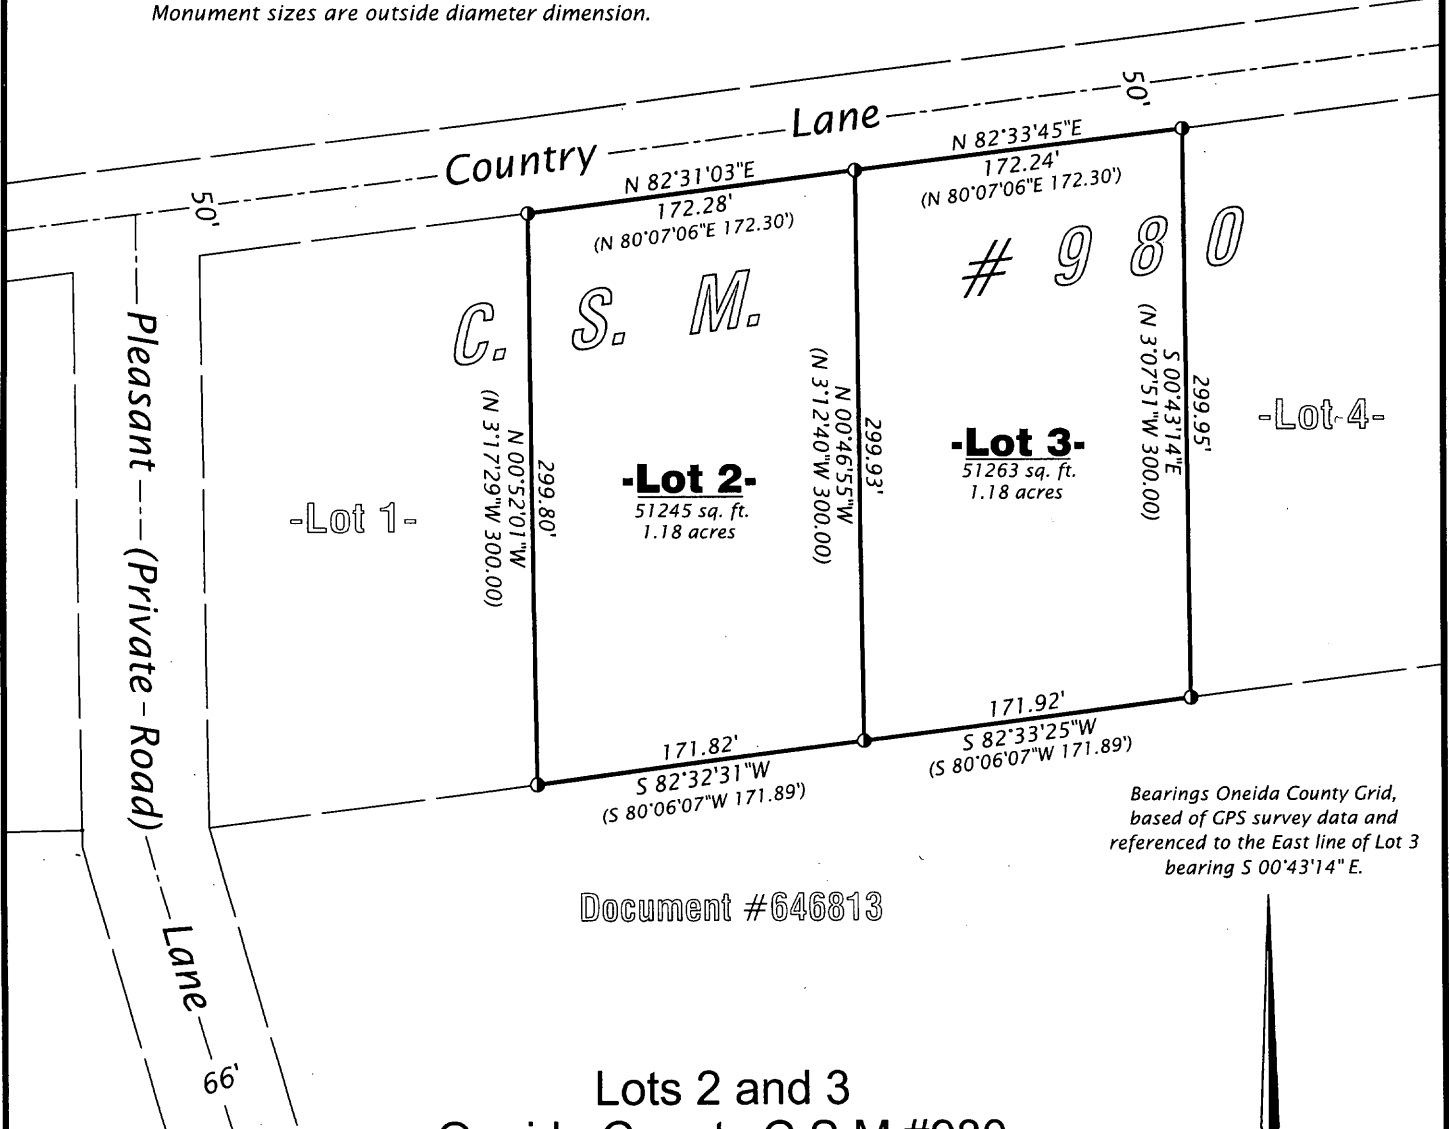 Monument sizes are outside diameter dimension.
Country Lane
50'
50'
N 82°31'03"E
172.28'
(N 80°07'06"E 172.30')
N 82°33'45"E
172.24'
(N 80°07'06"E 172.30')
C. S. M. # 9 8 0
Pleasant (Private Road) Lane
66'
-Lot 1-
(N 3°17'29"W 300.00)
N 00°52'01"W
299.80'
-Lot 2-
51245 sq. ft.
1.18 acres
(N 3°12'40"W 300.00)
N 00°46'55"W
299.93'
-Lot 3-
51263 sq. ft.
1.18 acres
(N 3°07'51"W 300.00)
S 00°43'14"E
299.95'
-Lot 4-
171.82'
S 82°32'31"W
(S 80°06'07"W 171.89')
171.92'
S 82°33'25"W
(S 80°06'07"W 171.89')
Bearings Oneida County Grid,
based of GPS survey data and
referenced to the East line of Lot 3
bearing S 00°43'14" E.
Document #646813
Lots 2 and 3
Oneida County C.S.M.#980